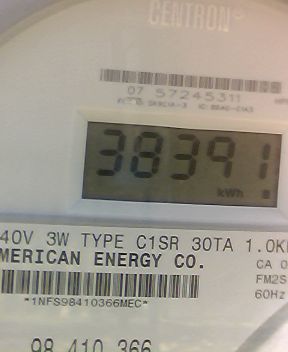 CENTRON®
07 57245311
38391
kWh
40V 3W TYPE C1SR 30TA 1.0K
MERICAN ENERGY CO.
CA 0
FM2S
60Hz
*1NFS98410366MEC*
98 410 366